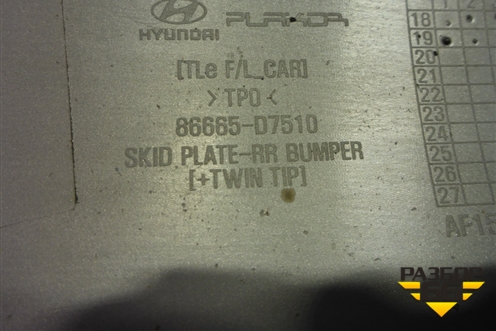 HYUNDAI PLAKOR
[TLe F/L CAR]
>TPO<
86665-D7510
SKID PLATE-RR BUMPER
[+TWIN TIP]
18
19
20
21
22
23
24
25
26
27